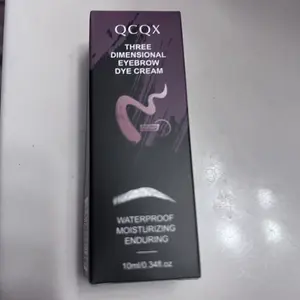 QCQX
THREE
DIMENSIONAL
EYEBROW
DYE CREAM
WATERPROOF
MOISTURIZING
ENDURING
10ml/0.34fl.oz